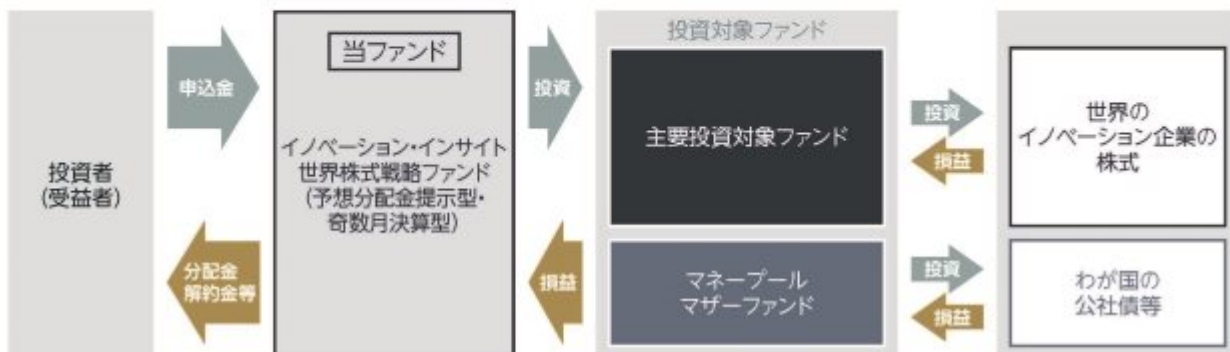 投資者
(受益者)
申込金
分配金
解約金等
当ファンド
イノベーション・インサイト
世界株式戦略ファンド
(予想分配金提示型・
奇数月決算型)
投資
損益
投資対象ファンド
主要投資対象ファンド
マネープール
マザーファンド
投資
損益
投資
損益
世界の
イノベーション企業の
株式
わが国の
公社債等